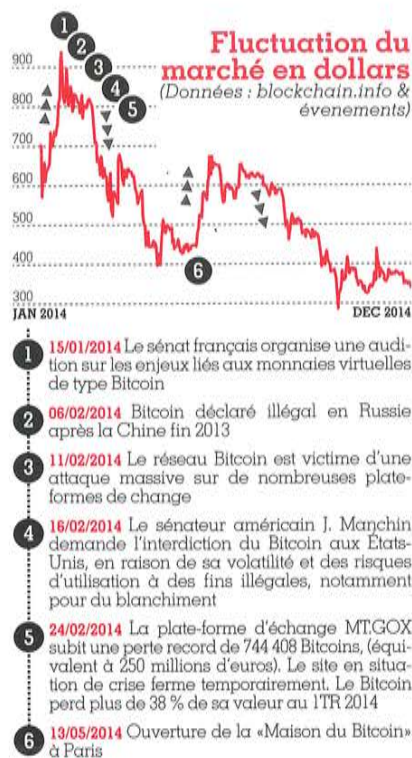 1
2
3
4
5
Fluctuation du
marché en dollars
(Données : blockchain.info &
évenements)
900
800
700
600
500
400
300
6
JAN 2014
DEC 2014
1 15/01/2014 Le sénat français organise une audi-
tion sur les enjeux liés aux monnaies virtuelles
de type Bitcoin
2 06/02/2014 Bitcoin déclaré illégal en Russie
après la Chine fin 2013
3 11/02/2014 Le réseau Bitcoin est victime d'une
attaque massive sur de nombreuses plate-
formes de change
4 16/02/2014 Le sénateur américain J. Manchin
demande l'interdiction du Bitcoin aux États-
Unis, en raison de sa volatilité et des risques
d'utilisation à des fins illégales, notamment
pour du blanchiment
5 24/02/2014 La plate-forme d'échange MT.GOX
subit une perte record de 744 408 Bitcoins, (équi-
valent à 250 millions d'euros). Le site en situa-
tion de crise ferme temporairement. Le Bitcoin
perd plus de 38 % de sa valeur au 1TR 2014
6 13/05/2014 Ouverture de la «Maison du Bitcoin»
à Paris